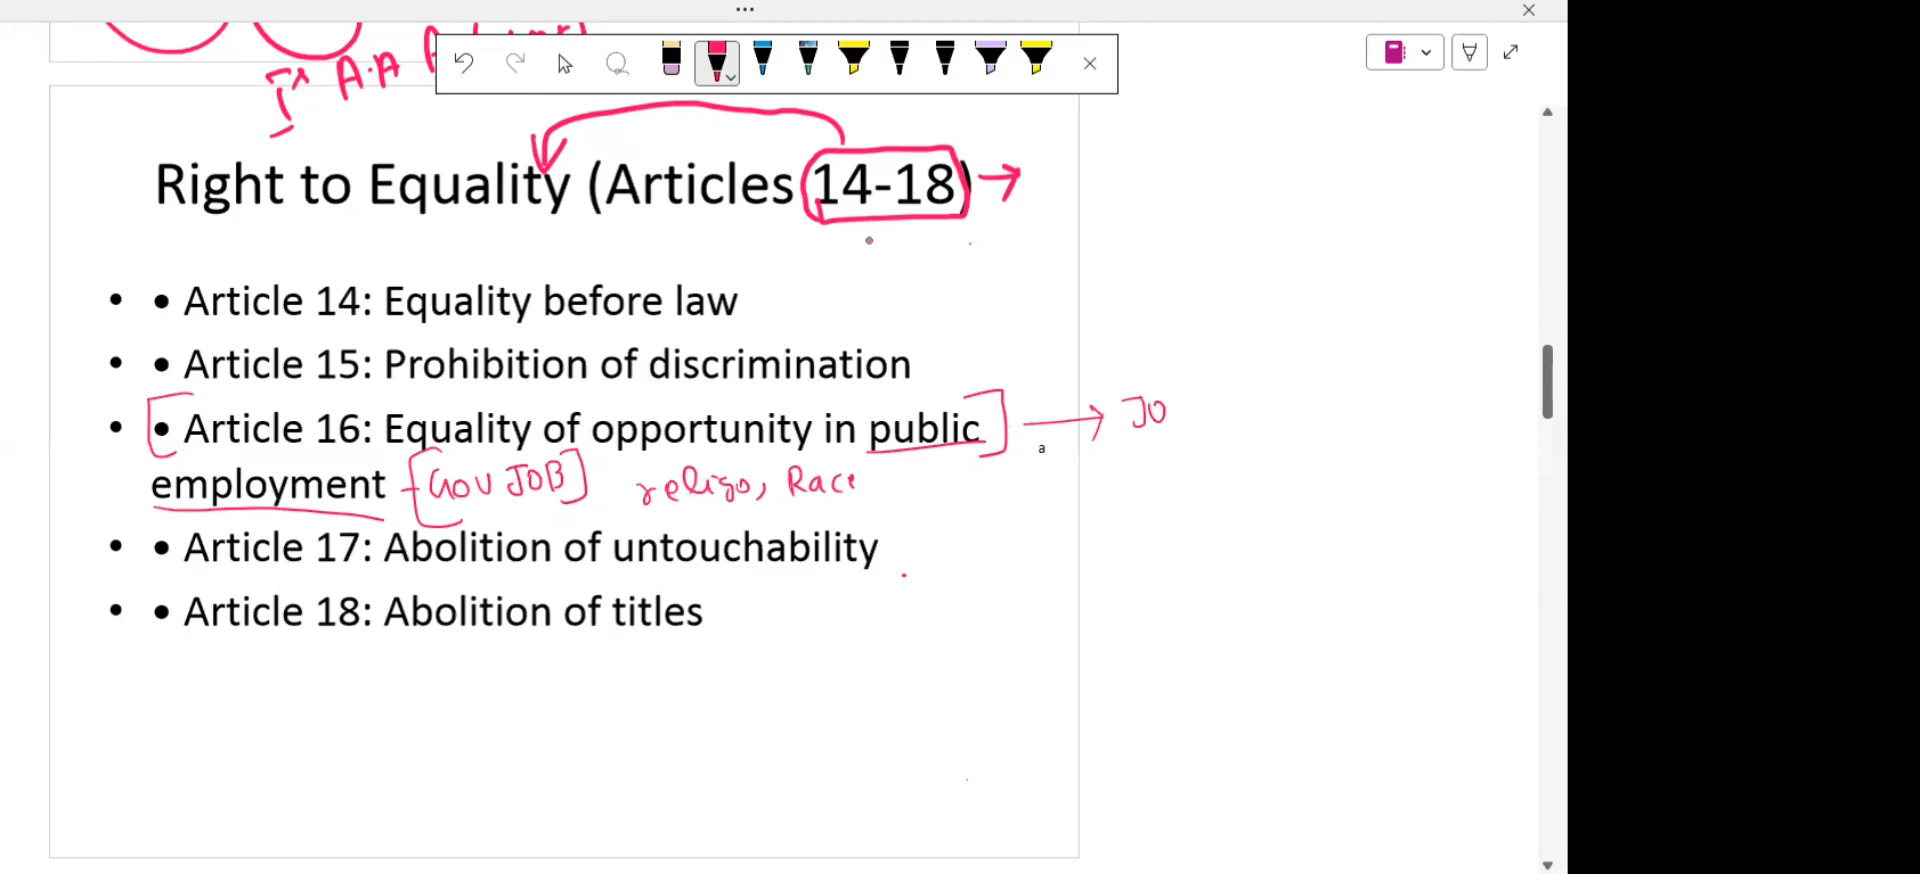 A.A
Right to Equality (Articles 14-18)
• • Article 14: Equality before law
• • Article 15: Prohibition of discrimination
• • Article 16: Equality of opportunity in public JO
employment [GOV JOB] religo, Race
• • Article 17: Abolition of untouchability
• • Article 18: Abolition of titles